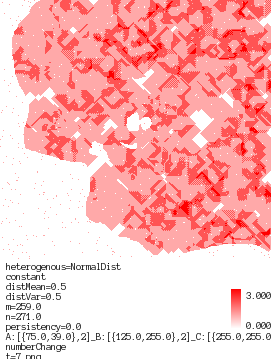 heterogenous=NormalDist
constant
distMean=0.5
distVar=0.5
m=259.0
n=271.0
persistency=0.0
3.000
0.000
A:[{75.0,39.0},2]_B:[{125.0,255.0},2]_C:[{255.0,255.0
numberChange
t=7.png